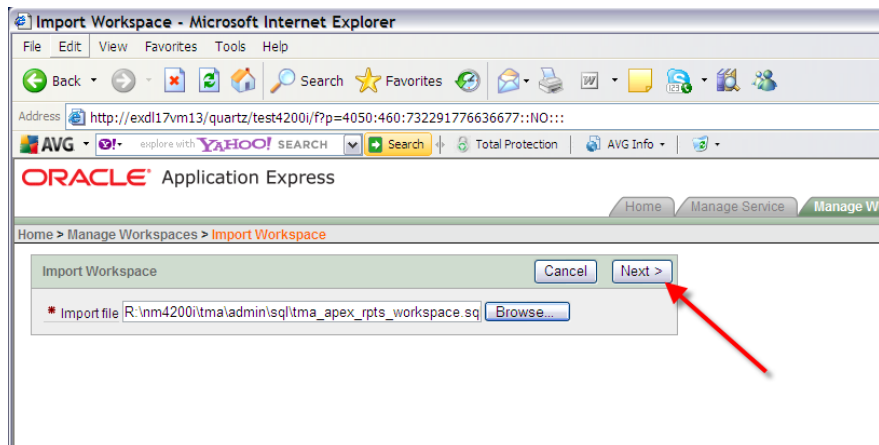 Import Workspace - Microsoft Internet Explorer
File Edit View Favorites Tools Help
Back Search Favorites
Address http://exdl17vm13/quartz/test4200i/f?p=4050:460:732291776636677::NO:::
AVG explore with YAHOO! SEARCH Search Total Protection AVG Info
ORACLE Application Express
Home Manage Service Manage W
Home > Manage Workspaces > Import Workspace
Import Workspace Cancel Next >
* Import file R:\nm4200i\tma\admin\sql\tma_apex_rpts_workspace.sq Browse...